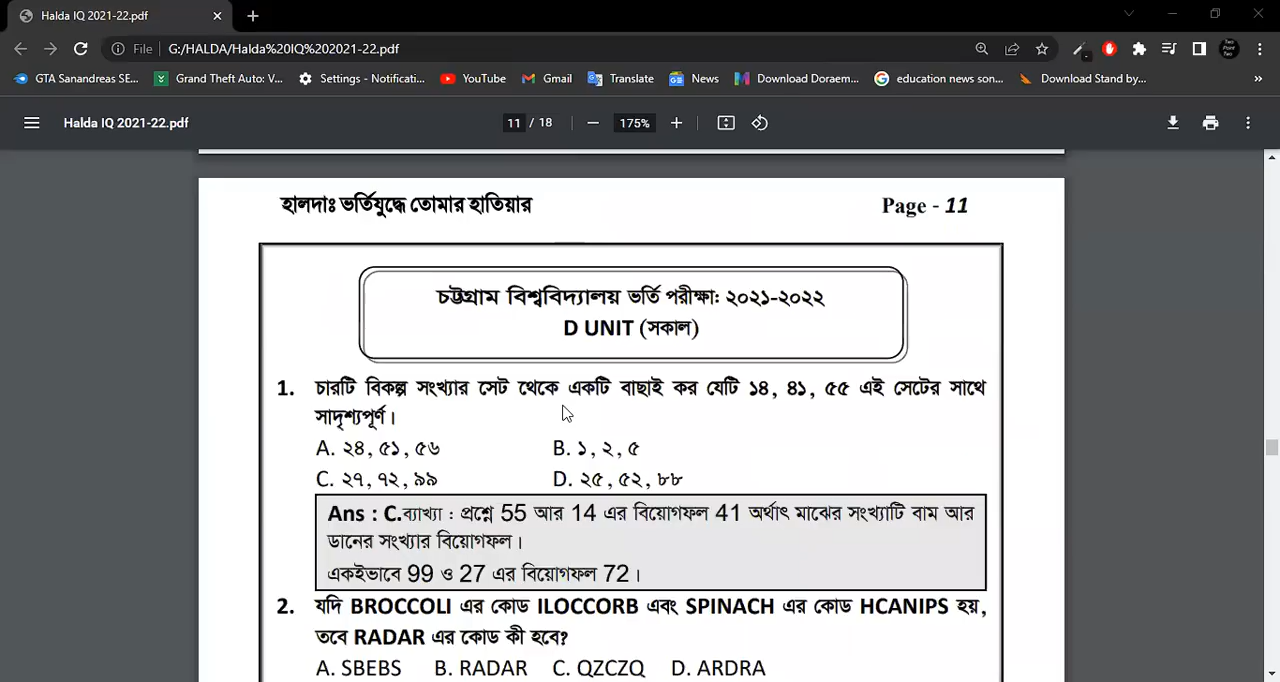 Halda IQ 2021-22.pdf
File G:/HALDA/Halda%20IQ%202021-22.pdf
GTA Sanandreas SE... Grand Theft Auto: V... Settings - Notificati... YouTube Gmail Translate News Download Doraem... education news son... Download Stand by... »
Halda IQ 2021-22.pdf 11 / 18 175%
হালদাঃ ভর্তিযুদ্ধে তোমার হাতিয়ার Page - 11
চট্টগ্রাম বিশ্ববিদ্যালয় ভর্তি পরীক্ষা: ২০২১-২০২২
D UNIT (সকাল)
1. চারটি বিকল্প সংখ্যার সেট থেকে একটি বাছাই কর যেটি ১৪, ৪১, ৫৫ এই সেটের সাথে
সাদৃশ্যপূর্ণ।
A. ২৪, ৫১, ৫৬ B. ১, ২, ৫
C. ২৭, ৭২, ৯৯ D. ২৫, ৫২, ৮৮
Ans : C.ব্যাখ্যা : প্রশ্নে 55 আর 14 এর বিয়োগফল 41 অর্থাৎ মাঝের সংখ্যাটি বাম আর
ডানের সংখ্যার বিয়োগফল।
একইভাবে 99 ও 27 এর বিয়োগফল 72।
2. যদি BROCCOLI এর কোড ILOCCORB এবং SPINACH এর কোড HCANIPS হয়,
তবে RADAR এর কোড কী হবে?
A. SBEBS B. RADAR C. QZCZQ D. ARDRA